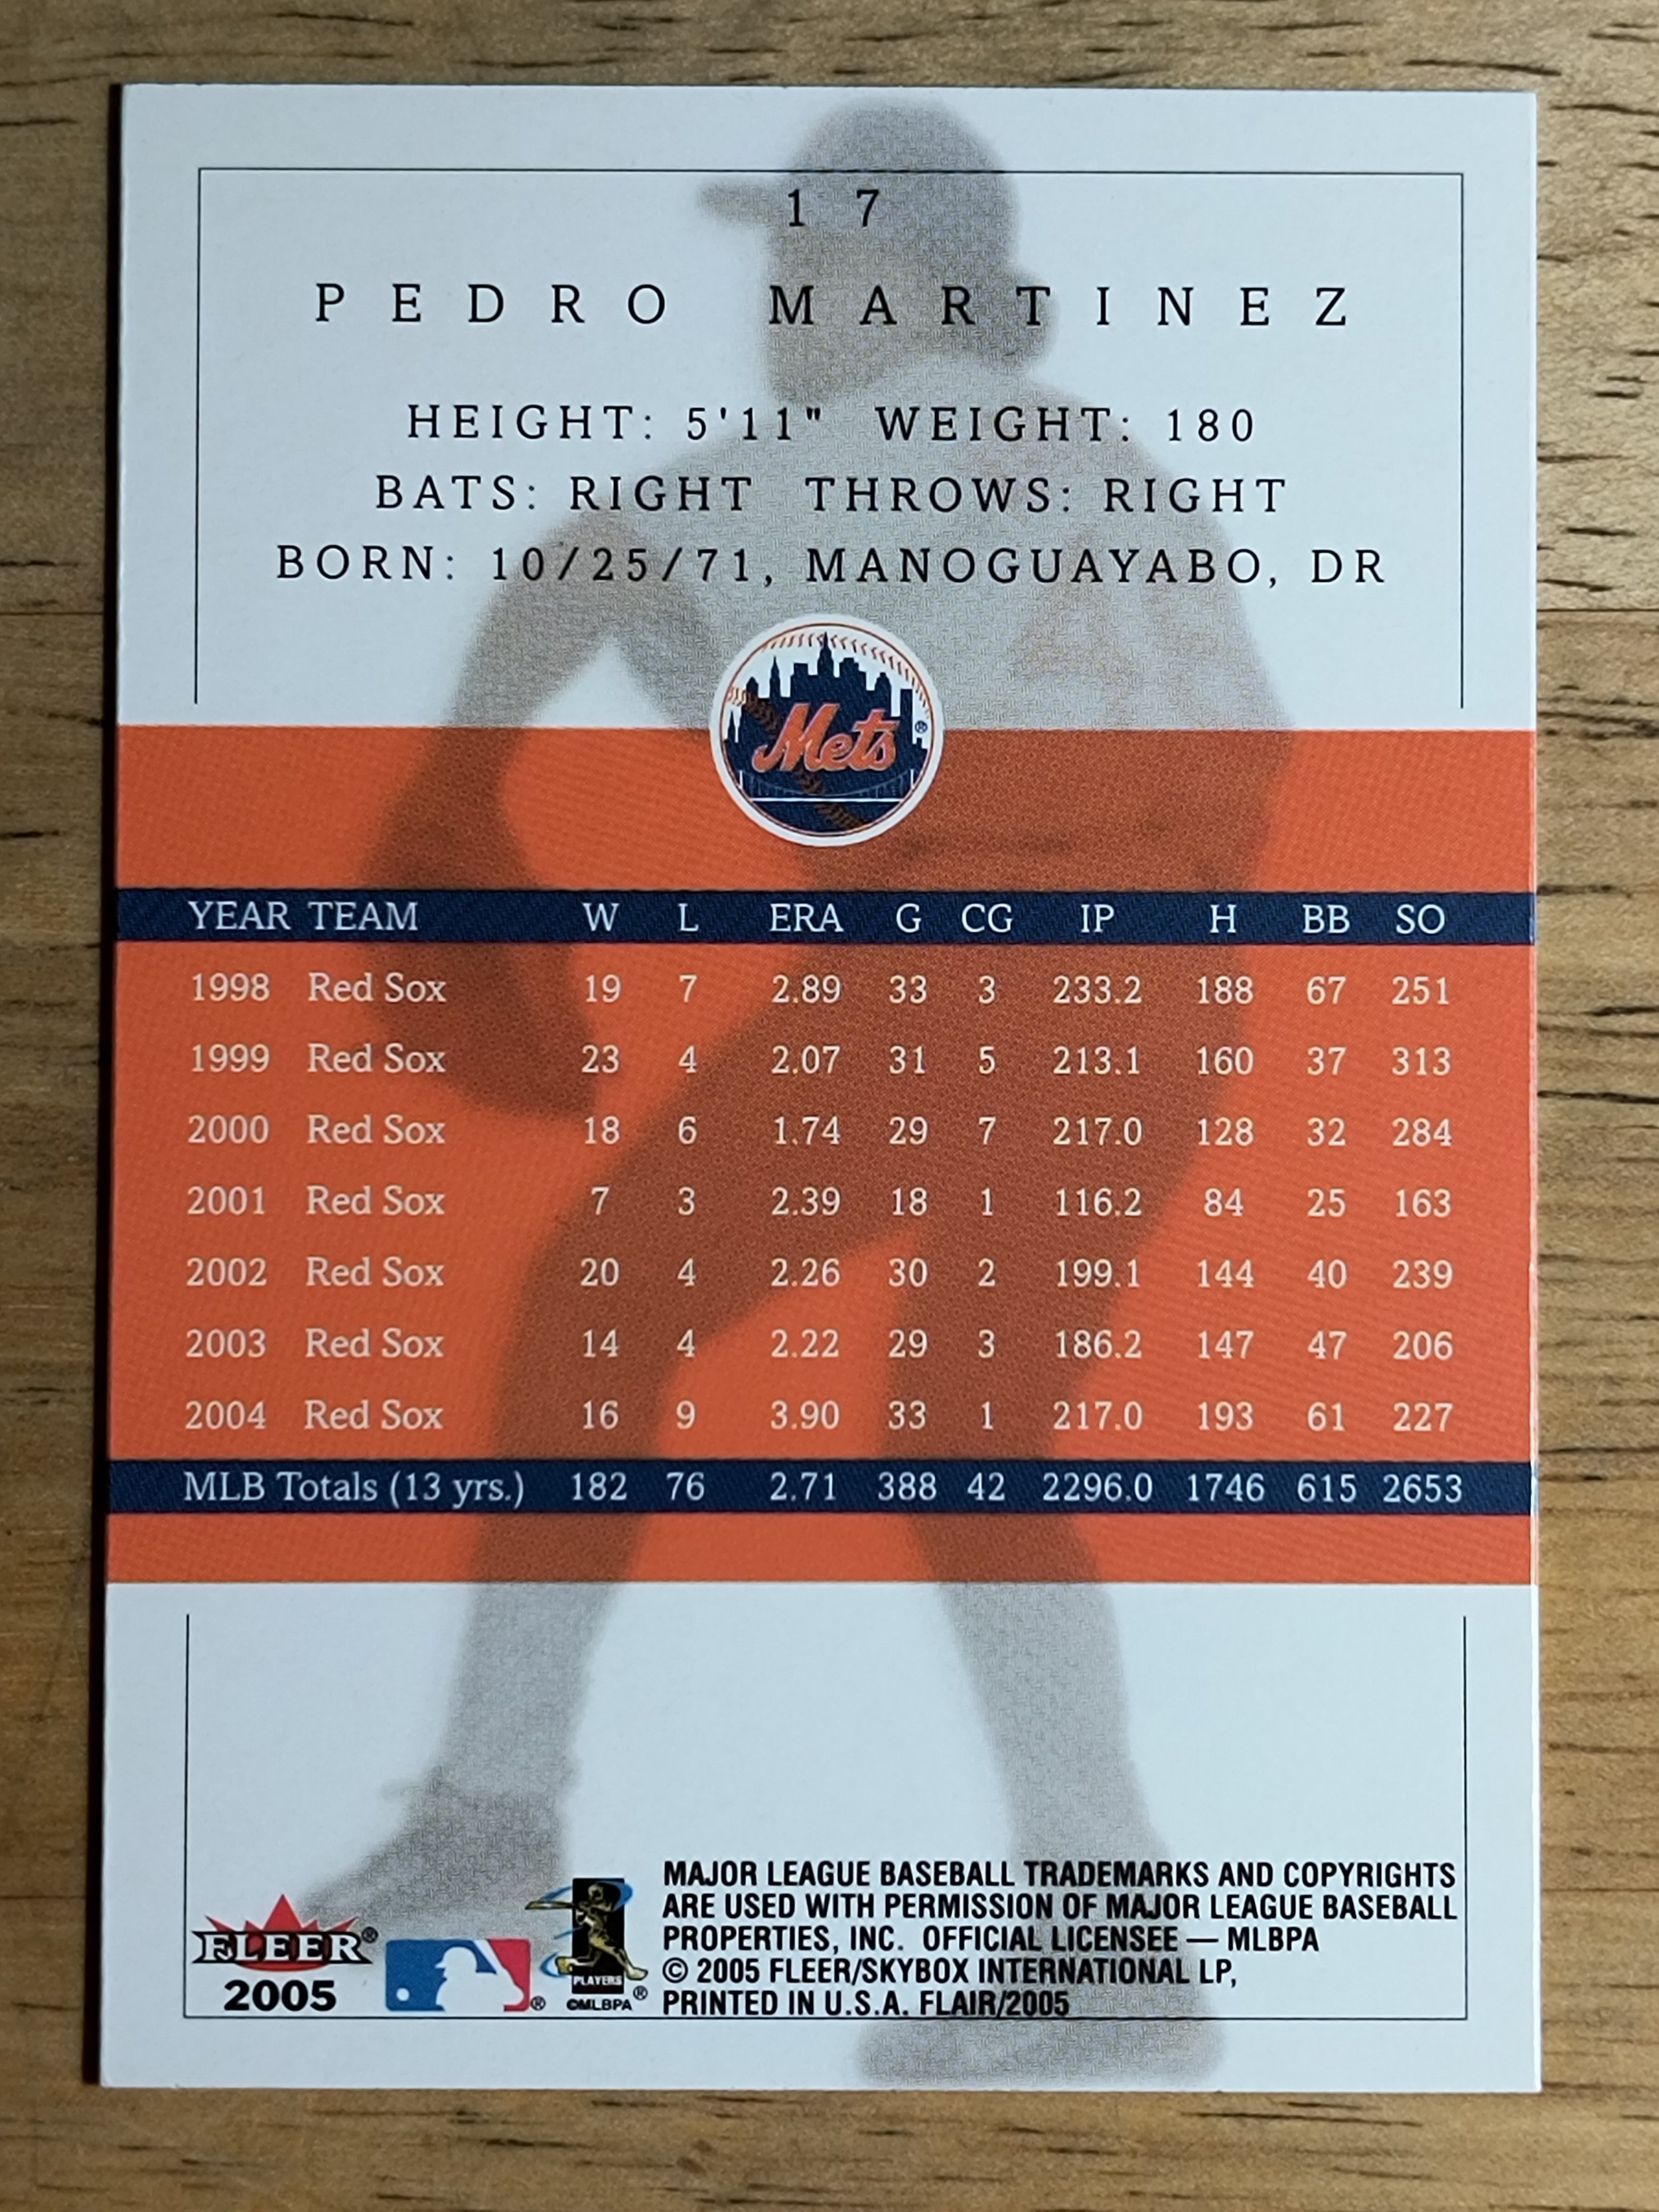 1 7
PEDRO MARTINEZ
HEIGHT: 5'11" WEIGHT: 180
BATS: RIGHT THROWS: RIGHT
BORN: 10/25/71, MANOGUAYABO, DR
Mets ®
YEAR TEAM W L ERA G CG IP H BB SO
1998 Red Sox 19 7 2.89 33 3 233.2 188 67 251
1999 Red Sox 23 4 2.07 31 5 213.1 160 37 313
2000 Red Sox 18 6 1.74 29 7 217.0 128 32 284
2001 Red Sox 7 3 2.39 18 1 116.2 84 25 163
2002 Red Sox 20 4 2.26 30 2 199.1 144 40 239
2003 Red Sox 14 4 2.22 29 3 186.2 147 47 206
2004 Red Sox 16 9 3.90 33 1 217.0 193 61 227
MLB Totals (13 yrs.) 182 76 2.71 388 42 2296.0 1746 615 2653
FLEER®
2005
®
PLAYERS
©MLBPA®
MAJOR LEAGUE BASEBALL TRADEMARKS AND COPYRIGHTS
ARE USED WITH PERMISSION OF MAJOR LEAGUE BASEBALL
PROPERTIES, INC. OFFICIAL LICENSEE — MLBPA
© 2005 FLEER/SKYBOX INTERNATIONAL LP,
PRINTED IN U.S.A. FLAIR/2005